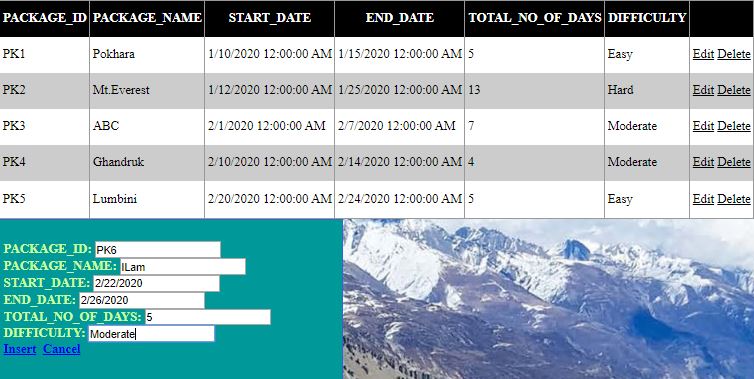 PACKAGE_ID PACKAGE_NAME START_DATE END_DATE TOTAL_NO_OF_DAYS DIFFICULTY
PK1 Pokhara 1/10/2020 12:00:00 AM 1/15/2020 12:00:00 AM 5 Easy Edit Delete
PK2 Mt.Everest 1/12/2020 12:00:00 AM 1/25/2020 12:00:00 AM 13 Hard Edit Delete
PK3 ABC 2/1/2020 12:00:00 AM 2/7/2020 12:00:00 AM 7 Moderate Edit Delete
PK4 Ghandruk 2/10/2020 12:00:00 AM 2/14/2020 12:00:00 AM 4 Moderate Edit Delete
PK5 Lumbini 2/20/2020 12:00:00 AM 2/24/2020 12:00:00 AM 5 Easy Edit Delete
PACKAGE_ID: PK6
PACKAGE_NAME: ILam
START_DATE: 2/22/2020
END_DATE: 2/26/2020
TOTAL_NO_OF_DAYS: 5
DIFFICULTY: Moderate
Insert Cancel